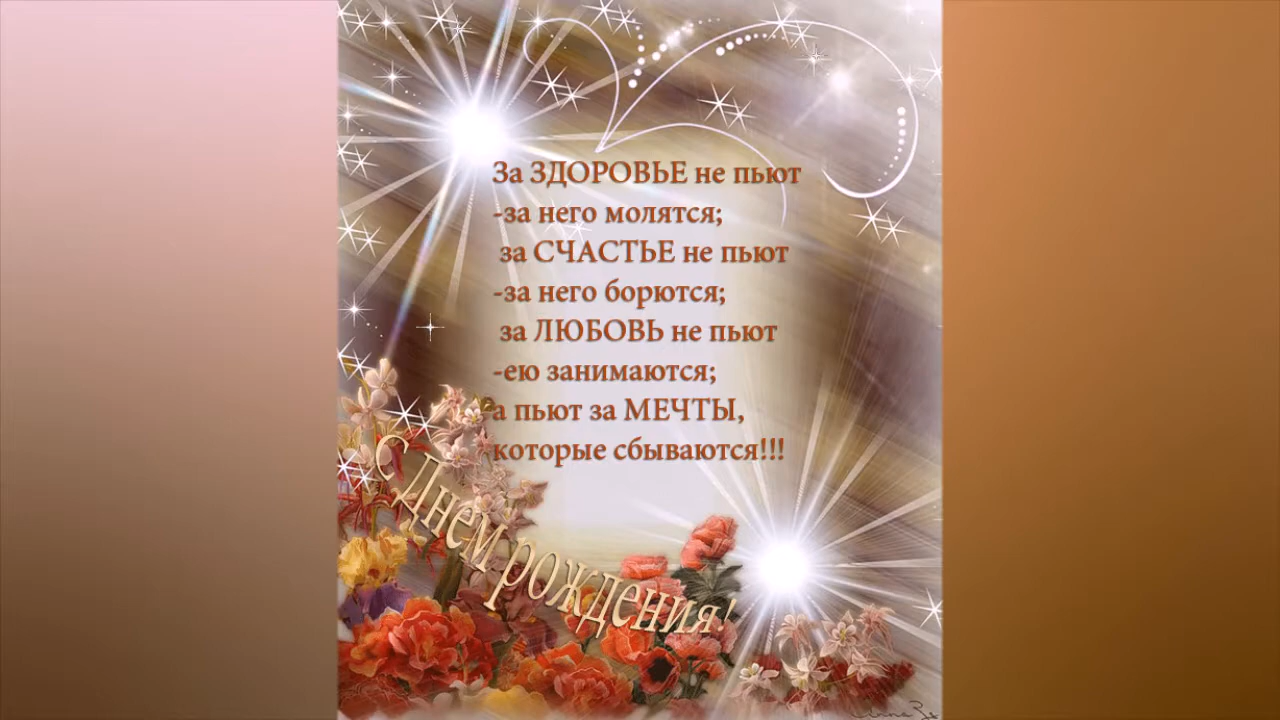 За ЗДОРОВЬЕ не пьют
-за него молятся;
за СЧАСТЬЕ не пьют
-за него борются;
за ЛЮБОВЬ не пьют
-ею занимаются;
а пьют за МЕЧТЫ,
которые сбываются!!!
С Днем рождения!